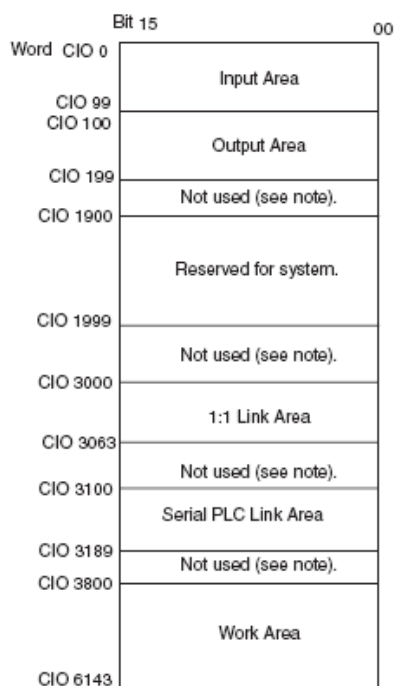 Bit 15 00
Word CIO 0
Input Area
CIO 99
CIO 100
Output Area
CIO 199
Not used (see note).
CIO 1900
Reserved for system.
CIO 1999
Not used (see note).
CIO 3000
1:1 Link Area
CIO 3063
Not used (see note).
CIO 3100
Serial PLC Link Area
CIO 3189
Not used (see note).
CIO 3800
Work Area
CIO 6143